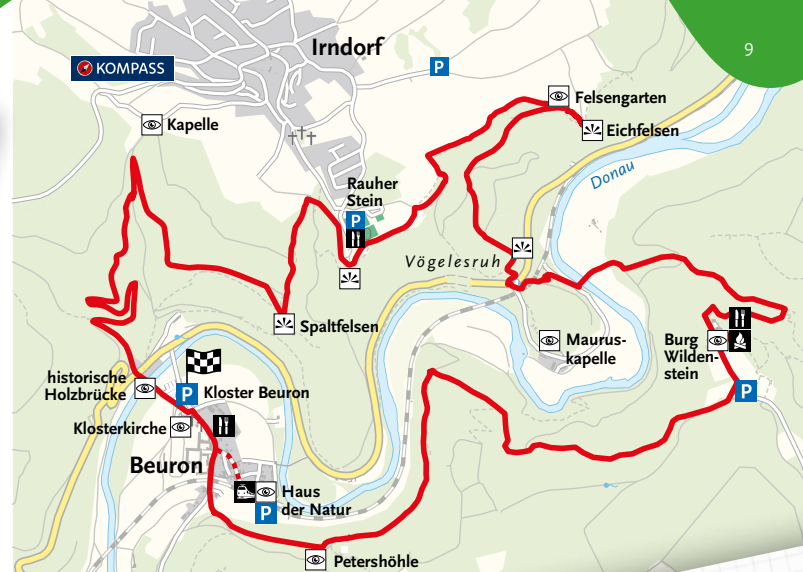 9
Irndorf
KOMPASS
P
Felsengarten
Kapelle
Eichfelsen
Donau
Rauher
Stein
P
Vögelesruh
Spaltfelsen
Maurus-
kapelle
Burg
Wilden-
stein
P
historische
Holzbrücke
P
Kloster Beuron
Klosterkirche
Beuron
Haus
der Natur
P
Petershöhle